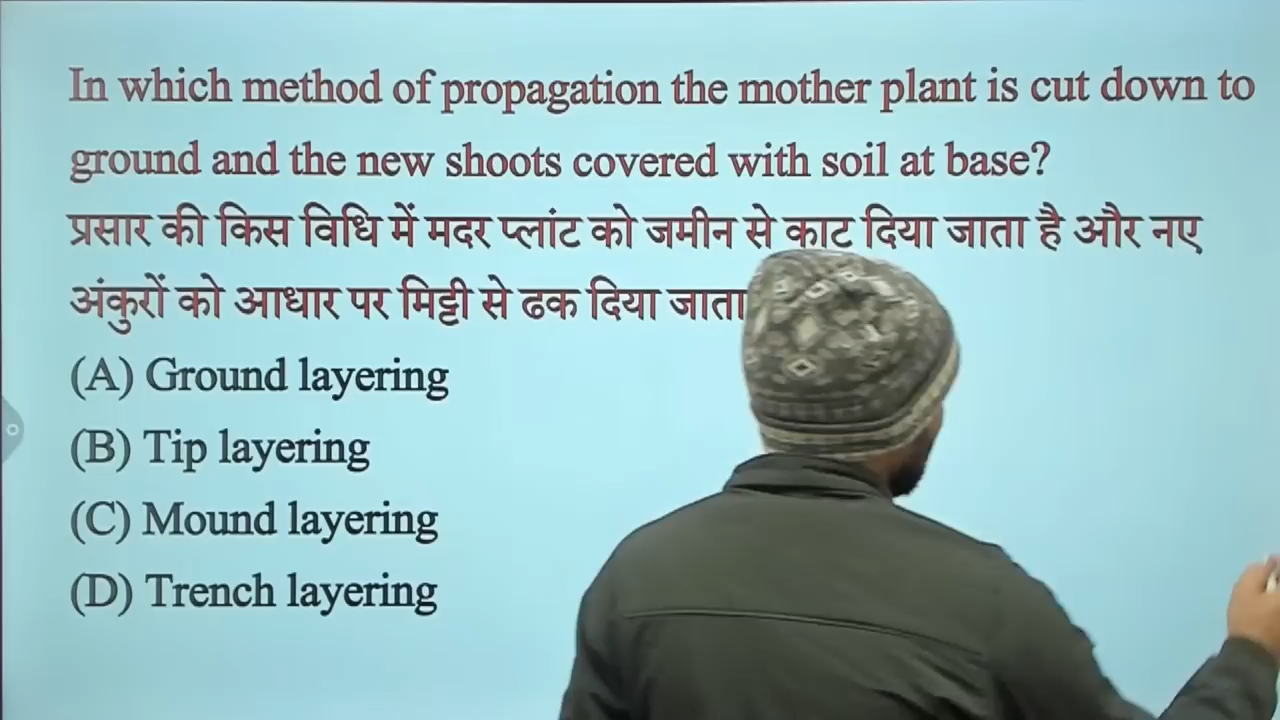 In which method of propagation the mother plant is cut down to
ground and the new shoots covered with soil at base?
प्रसार की किस विधि में मदर प्लांट को जमीन से काट दिया जाता है और नए
अंकुरों को आधार पर मिट्टी से ढक दिया जाता
(A) Ground layering
(B) Tip layering
(C) Mound layering
(D) Trench layering